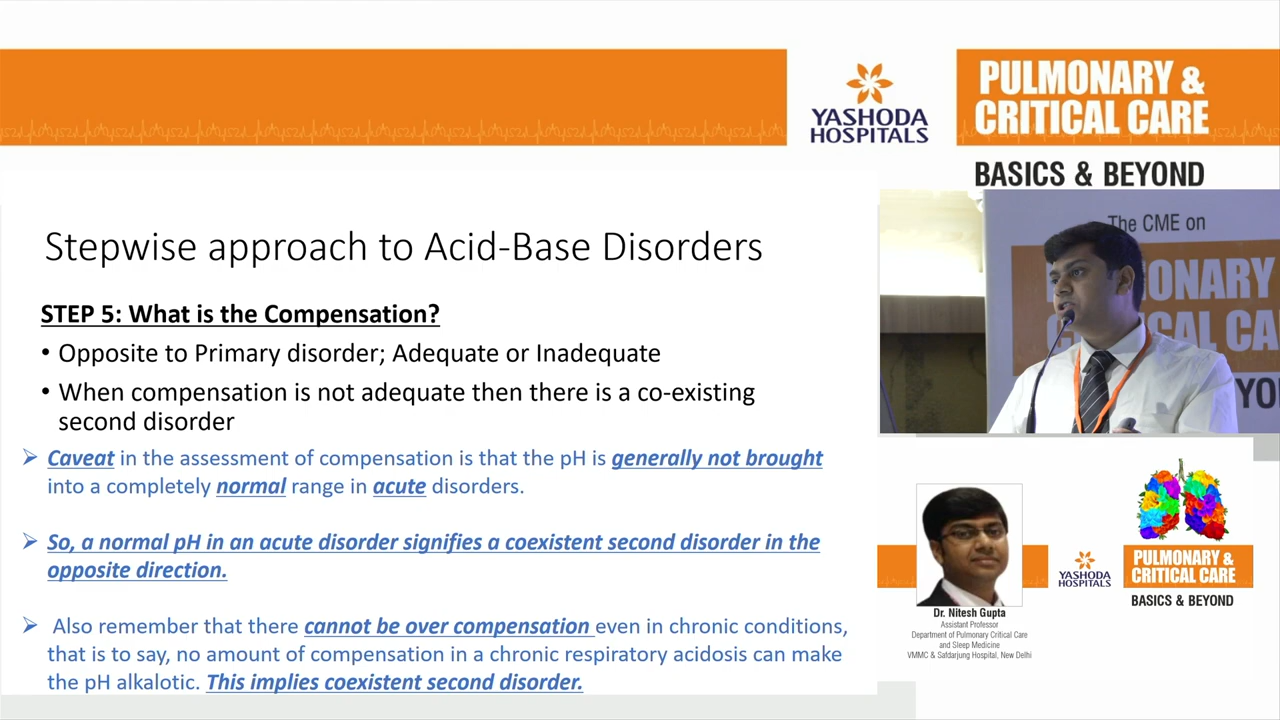 YASHODA
HOSPITALS
PULMONARY &
CRITICAL CARE
BASICS & BEYOND
Stepwise approach to Acid-Base Disorders
STEP 5: What is the Compensation?
• Opposite to Primary disorder; Adequate or Inadequate
• When compensation is not adequate then there is a co-existing
second disorder
➢ Caveat in the assessment of compensation is that the pH is generally not brought
into a completely normal range in acute disorders.
➢ So, a normal pH in an acute disorder signifies a coexistent second disorder in the
opposite direction.
➢ Also remember that there cannot be over compensation even in chronic conditions,
that is to say, no amount of compensation in a chronic respiratory acidosis can make
the pH alkalotic. This implies coexistent second disorder.
The CME on
Dr. Nitesh Gupta
Assistant Professor
Department of Pulmonary Critical Care
and Sleep Medicine
VMMC & Safdarjung Hospital, New Delhi
YASHODA
HOSPITALS
PULMONARY &
CRITICAL CARE
BASICS & BEYOND